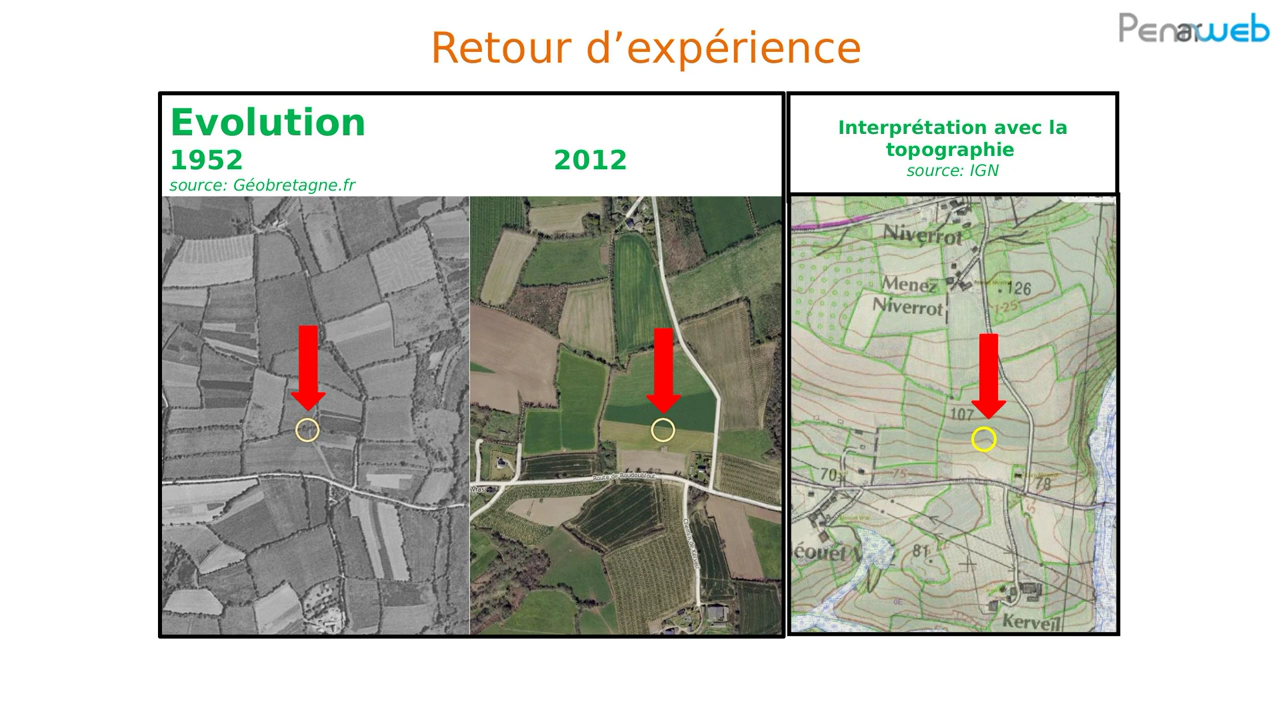 Retour d’expérience
Penarweb
Evolution
1952
2012
source: Géobretagne.fr
Interprétation avec la
topographie
source: IGN
Niverrot
Menez
Niverrot
126
107
70
75
78
81
Kerveil